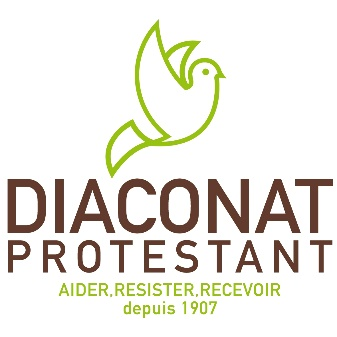 DIACONAT
PROTESTANT
AIDER,RESISTER,RECEVOIR
depuis 1907